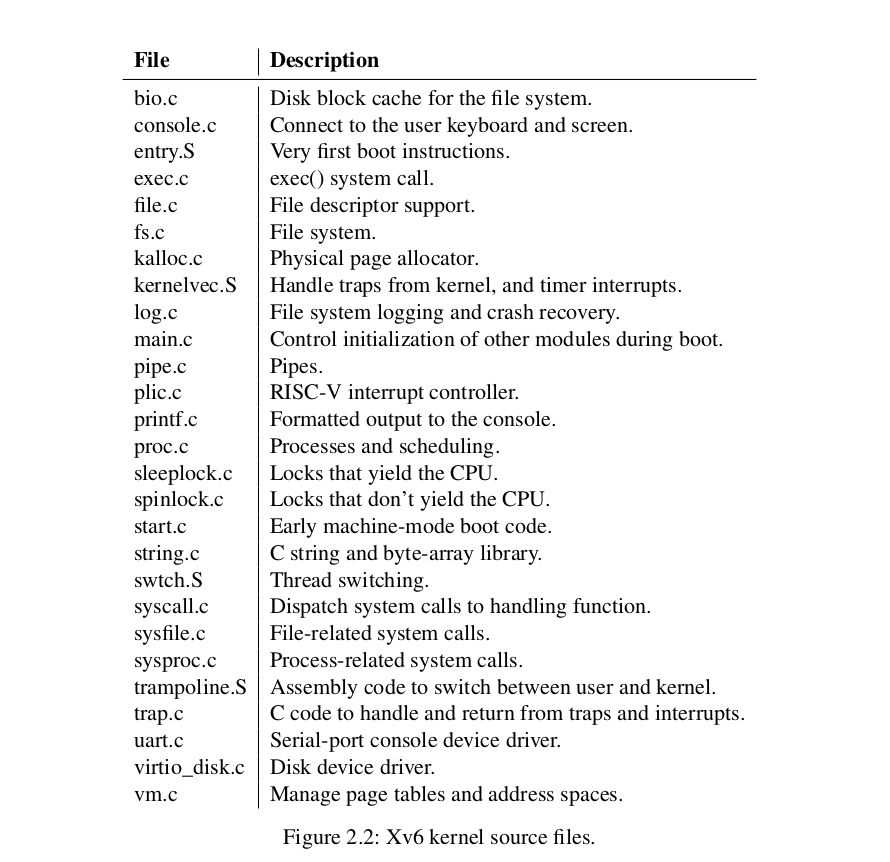 File Description
bio.c Disk block cache for the file system.
console.c Connect to the user keyboard and screen.
entry.S Very first boot instructions.
exec.c exec() system call.
file.c File descriptor support.
fs.c File system.
kalloc.c Physical page allocator.
kernelvec.S Handle traps from kernel, and timer interrupts.
log.c File system logging and crash recovery.
main.c Control initialization of other modules during boot.
pipe.c Pipes.
plic.c RISC-V interrupt controller.
printf.c Formatted output to the console.
proc.c Processes and scheduling.
sleeplock.c Locks that yield the CPU.
spinlock.c Locks that don’t yield the CPU.
start.c Early machine-mode boot code.
string.c C string and byte-array library.
swtch.S Thread switching.
syscall.c Dispatch system calls to handling function.
sysfile.c File-related system calls.
sysproc.c Process-related system calls.
trampoline.S Assembly code to switch between user and kernel.
trap.c C code to handle and return from traps and interrupts.
uart.c Serial-port console device driver.
virtio_disk.c Disk device driver.
vm.c Manage page tables and address spaces.
Figure 2.2: Xv6 kernel source files.